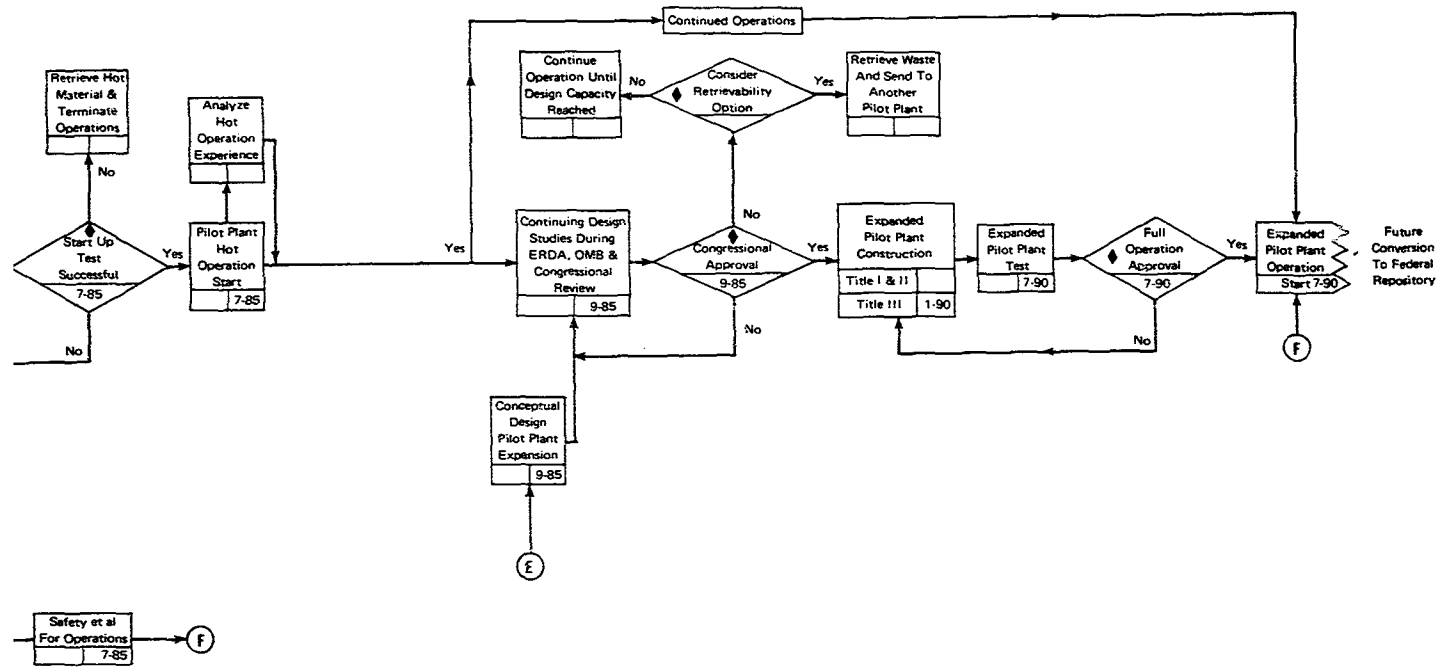 Continued Operations
Retrieve Hot
Material &
Terminate
Operations
No
Start Up
Test
Successful
7-85
Yes
No
Analyze
Hot
Operation
Experience
Pilot Plant
Hot
Operation
Start
7-85
Yes
Continue
Operation Until
Design Capacity
Reached
No
Consider
Retrievability
Option
Yes
Retrieve Waste
And Send To
Another
Pilot Plant
Continuing Design
Studies During
ERDA, OMB &
Congressional
Review
9-85
No
Congressional
Approval
9-85
Yes
No
Expanded
Pilot Plant
Construction
Title I & II
Title III
1-90
Expanded
Pilot Plant
Test
7-90
Full
Operation
Approval
7-90
Yes
No
Expanded
Pilot Plant
Operation
Start 7-90
F
Future
Conversion
To Federal
Repository
Conceptual
Design
Pilot Plant
Expansion
9-85
E
Safety et al
For Operations
7-85
F